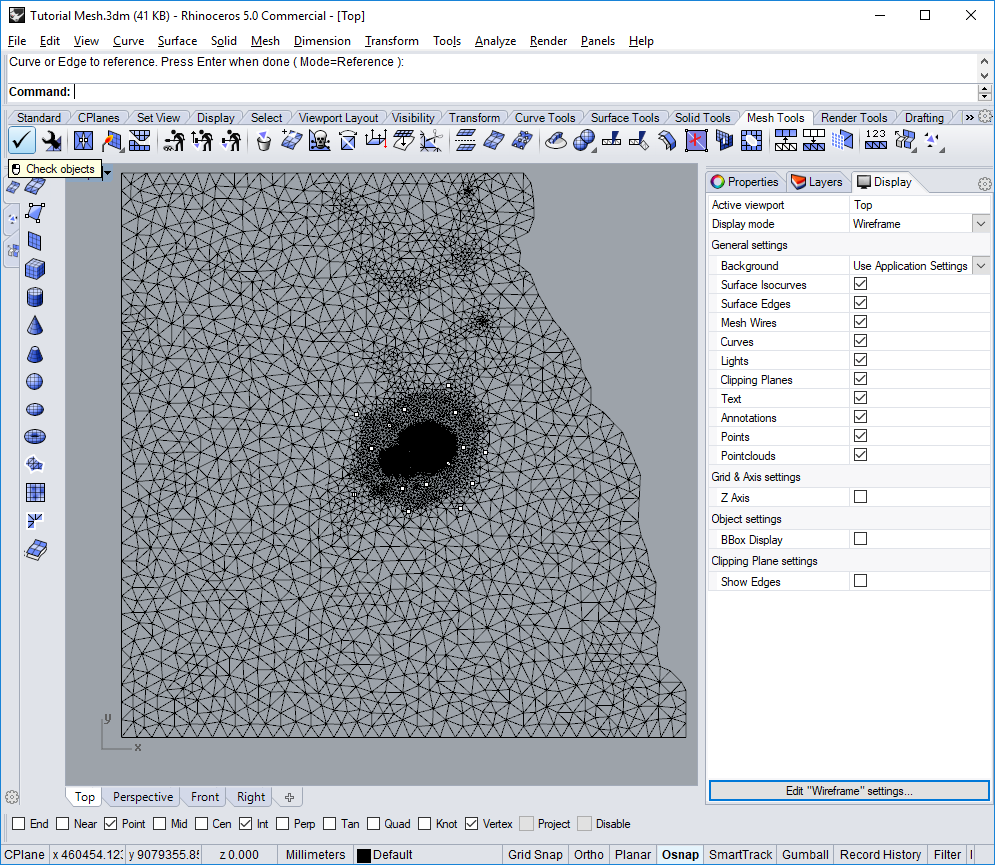 Tutorial Mesh.3dm (41 KB) - Rhinoceros 5.0 Commercial - [Top]
File Edit View Curve Surface Solid Mesh Dimension Transform Tools Analyze Render Panels Help
Curve or Edge to reference. Press Enter when done ( Mode=Reference ):
Command:
Standard CPlanes Set View Display Select Viewport Layout Visibility Transform Curve Tools Surface Tools Solid Tools Mesh Tools Render Tools Drafting »
123
Check objects
Properties Layers Display
Active viewport Top
Display mode Wireframe
General settings
Background Use Application Settings
Surface Isocurves
Surface Edges
Mesh Wires
Curves
Lights
Clipping Planes
Text
Annotations
Points
Pointclouds
Grid & Axis settings
Z Axis
Object settings
BBox Display
Clipping Plane settings
Show Edges
y
x
Edit "Wireframe" settings...
Top Perspective Front Right
End Near Point Mid Cen Int Perp Tan Quad Knot Vertex Project Disable
CPlane x 460454.123 y 9079355.85 z 0.000 Millimeters Default Grid Snap Ortho Planar Osnap SmartTrack Gumball Record History Filter